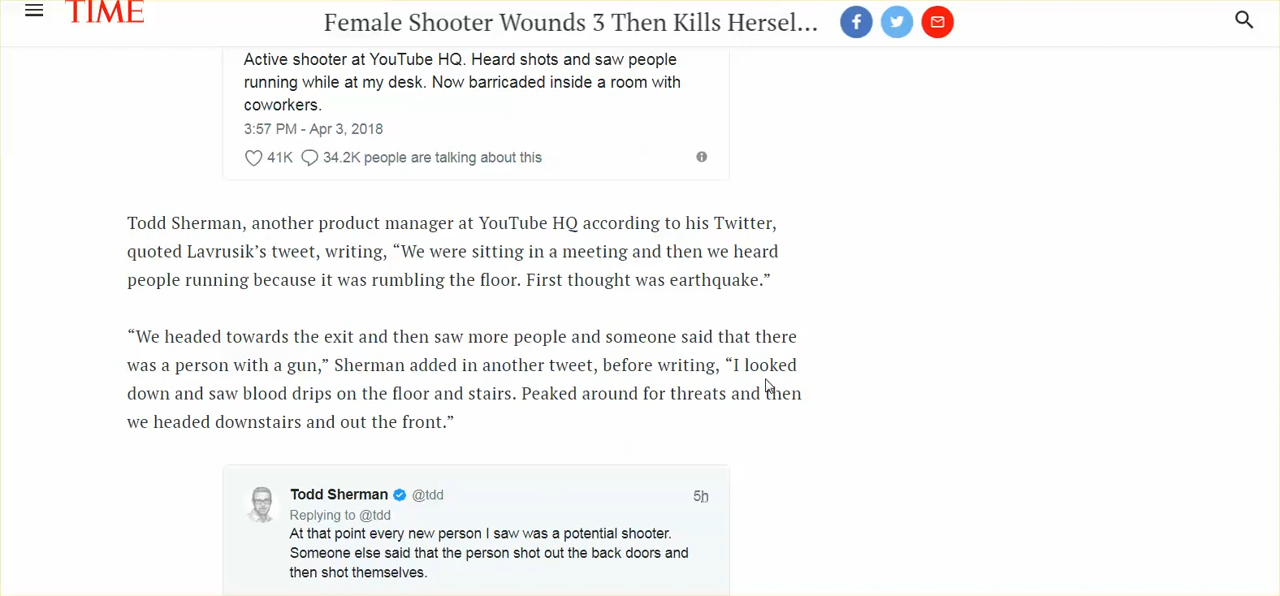 TIME
Female Shooter Wounds 3 Then Kills Hersel...
Active shooter at YouTube HQ. Heard shots and saw people
running while at my desk. Now barricaded inside a room with
coworkers.
3:57 PM - Apr 3, 2018
41K 34.2K people are talking about this
Todd Sherman, another product manager at YouTube HQ according to his Twitter,
quoted Lavrusik’s tweet, writing, “We were sitting in a meeting and then we heard
people running because it was rumbling the floor. First thought was earthquake.”
“We headed towards the exit and then saw more people and someone said that there
was a person with a gun,” Sherman added in another tweet, before writing, “I looked
down and saw blood drips on the floor and stairs. Peaked around for threats and then
we headed downstairs and out the front.”
Todd Sherman @tdd 5h
Replying to @tdd
At that point every new person I saw was a potential shooter.
Someone else said that the person shot out the back doors and
then shot themselves.